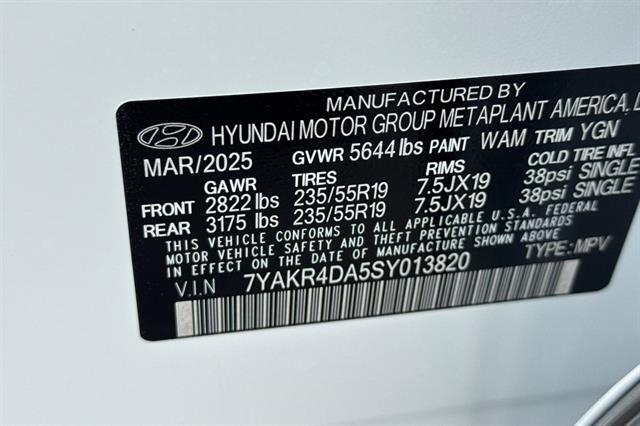 MANUFACTURED BY
HYUNDAI MOTOR GROUP METAPLANT AMERICA, L
MAR/2025 GVWR 5644 lbs PAINT WAM TRIM YGN
GAWR TIRES RIMS COLD TIRE INFL
FRONT 2822 lbs 235/55R19 7.5JX19 38psi SINGLE
REAR 3175 lbs 235/55R19 7.5JX19 38psi SINGLE
THIS VEHICLE CONFORMS TO ALL APPLICABLE U.S.A. FEDERAL
MOTOR VEHICLE SAFETY AND THEFT PREVENTION STANDARDS
IN EFFECT ON THE DATE OF MANUFACTURE SHOWN ABOVE.
V.I.N 7YAKR4DA5SY013820 TYPE: MPV